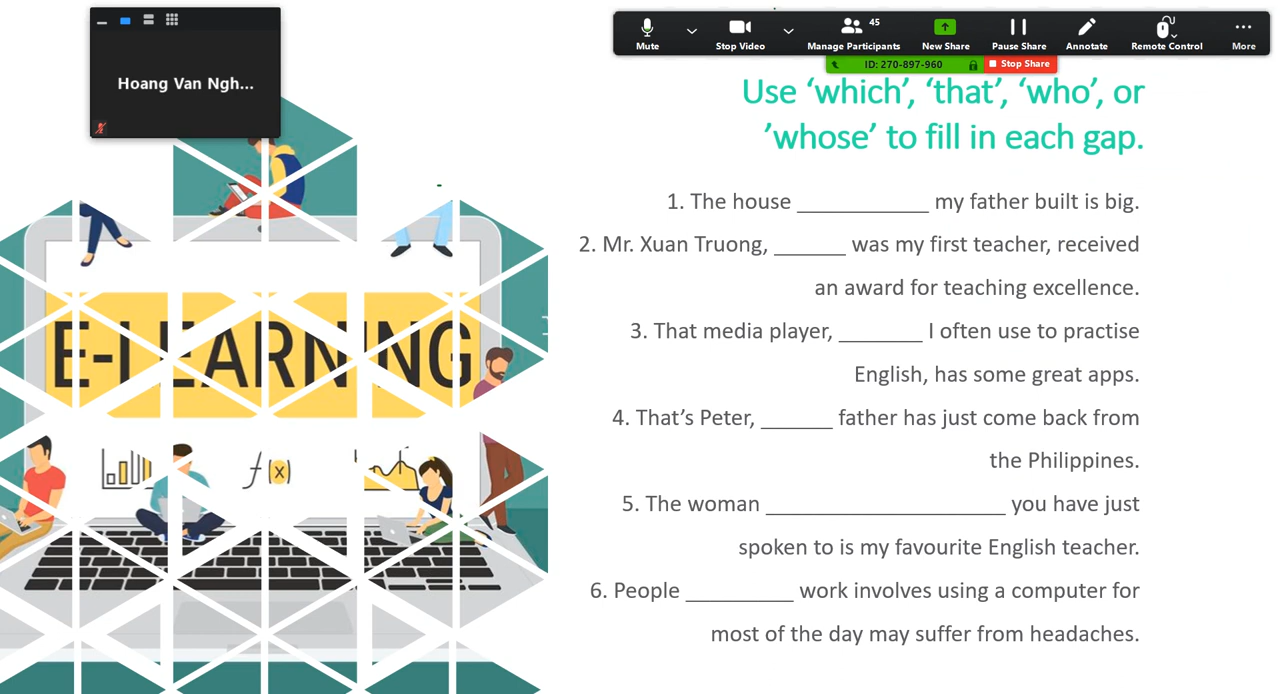 Hoang Van Ngh...
Mute
Stop Video
Manage Participants
45
New Share
Pause Share
Annotate
Remote Control
More
ID: 270-897-960
Stop Share
Use ‘which’, ‘that’, ‘who’, or
’whose’ to fill in each gap.
1. The house ___________ my father built is big.
2. Mr. Xuan Truong, ______ was my first teacher, received
an award for teaching excellence.
3. That media player, _______ I often use to practise
English, has some great apps.
4. That’s Peter, ______ father has just come back from
the Philippines.
5. The woman ____________________ you have just
spoken to is my favourite English teacher.
6. People _________ work involves using a computer for
most of the day may suffer from headaches.
E-LEARNING
f(x)